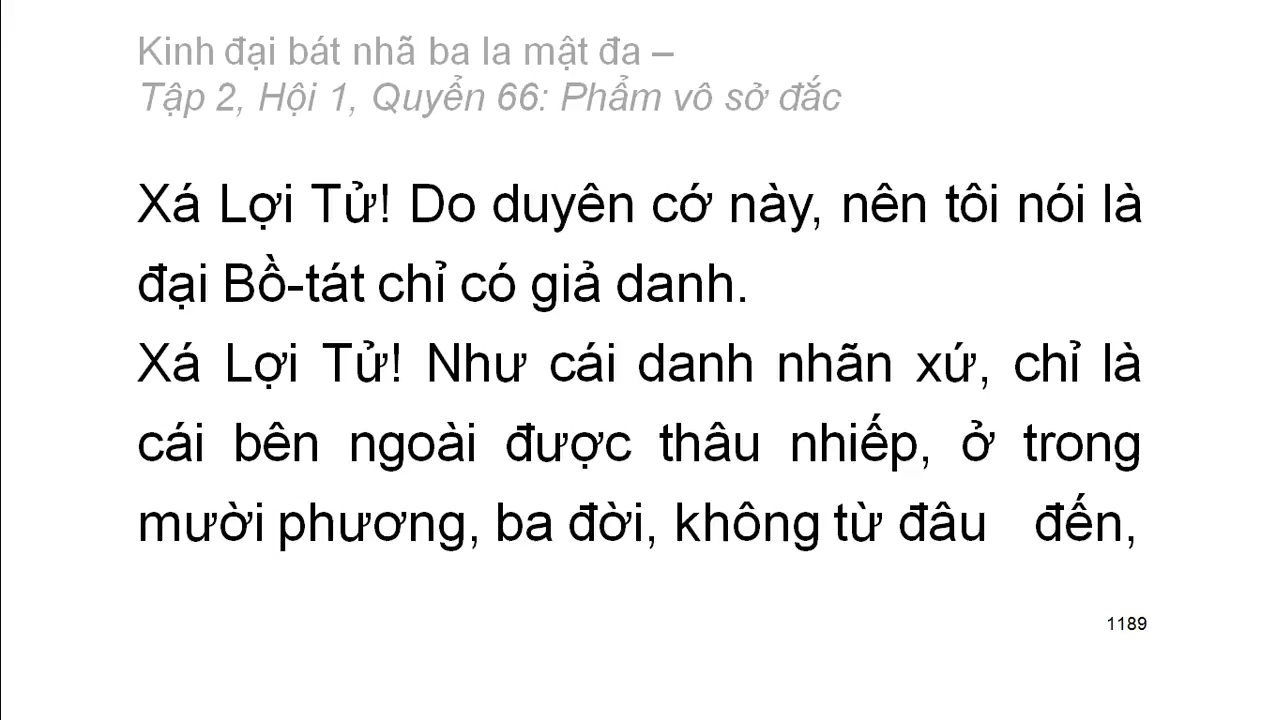 Kinh đại bát nhã ba la mật đa –
Tập 2, Hội 1, Quyển 66: Phẩm vô sở đắc
Xá Lợi Tử! Do duyên cớ này, nên tôi nói là
đại Bồ-tát chỉ có giả danh.
Xá Lợi Tử! Như cái danh nhãn xứ, chỉ là
cái bên ngoài được thâu nhiếp, ở trong
mười phương, ba đời, không từ đâu đến,
1189